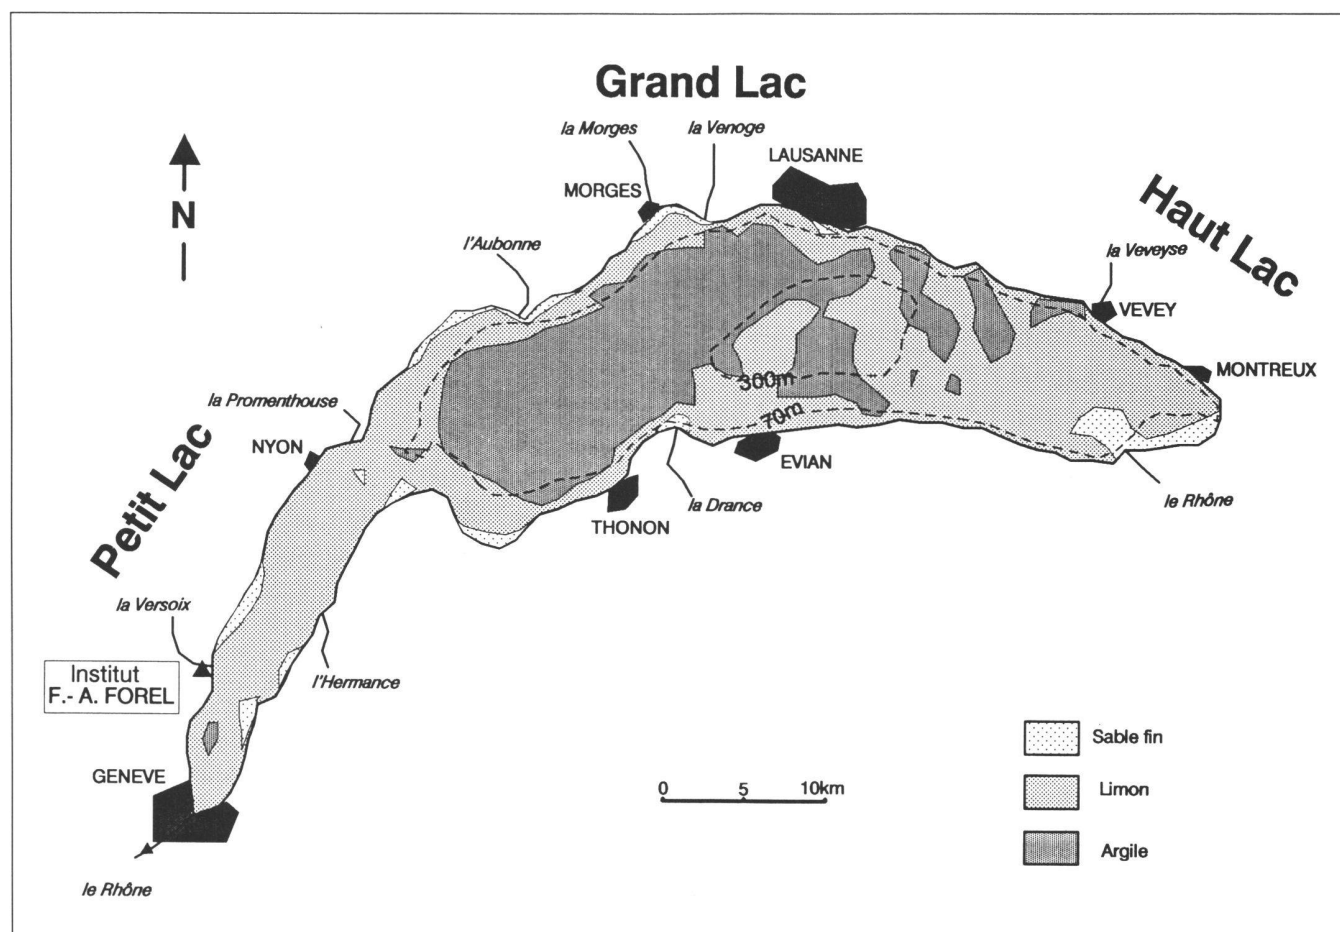 Grand Lac
la Morges
la Venoge
LAUSANNE
MORGES
Haut Lac
N
l'Aubonne
la Veveyse
VEVEY
MONTREUX
300m
la Promenthouse
70m
Petit Lac
NYON
EVIAN
le Rhône
la Drance
THONON
la Versoix
Institut
F.- A. FOREL
l'Hermance
Sable fin
GENEVE
0 5 10km
Limon
Argile
le Rhône